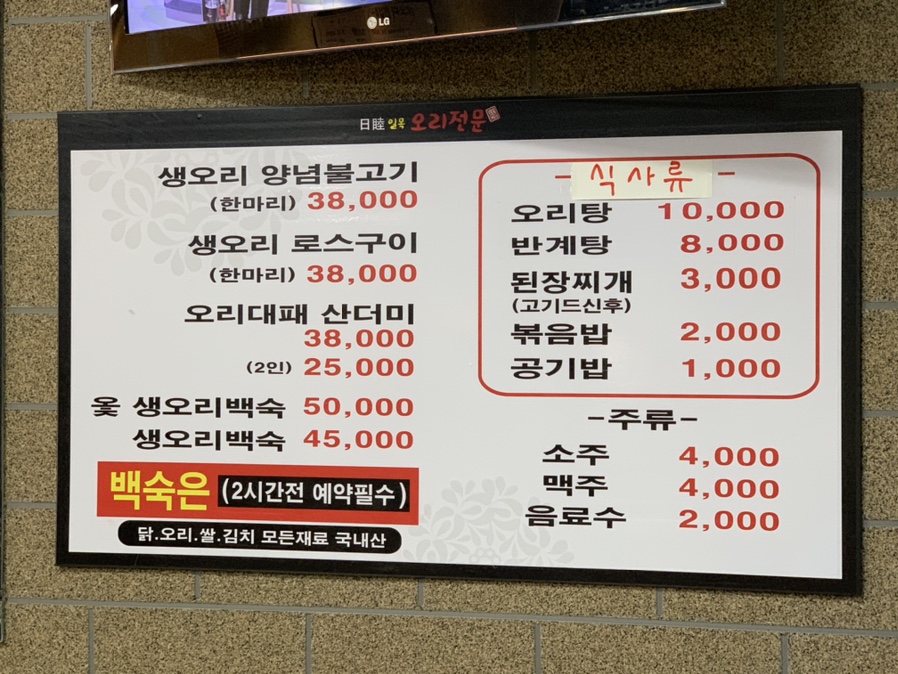 LG
日睦 일목 오리전문
생오리 양념불고기
(한마리) 38,000
생오리 로스구이
(한마리) 38,000
오리대패 산더미
38,000
(2인) 25,000
옻 생오리백숙 50,000
생오리백숙 45,000
백숙은 (2시간전 예약필수)
닭.오리.쌀.김치 모든재료 국내산
- 식사류 -
오리탕 10,000
반계탕 8,000
된장찌개 3,000
(고기드신후)
볶음밥 2,000
공기밥 1,000
-주류-
소주 4,000
맥주 4,000
음료수 2,000